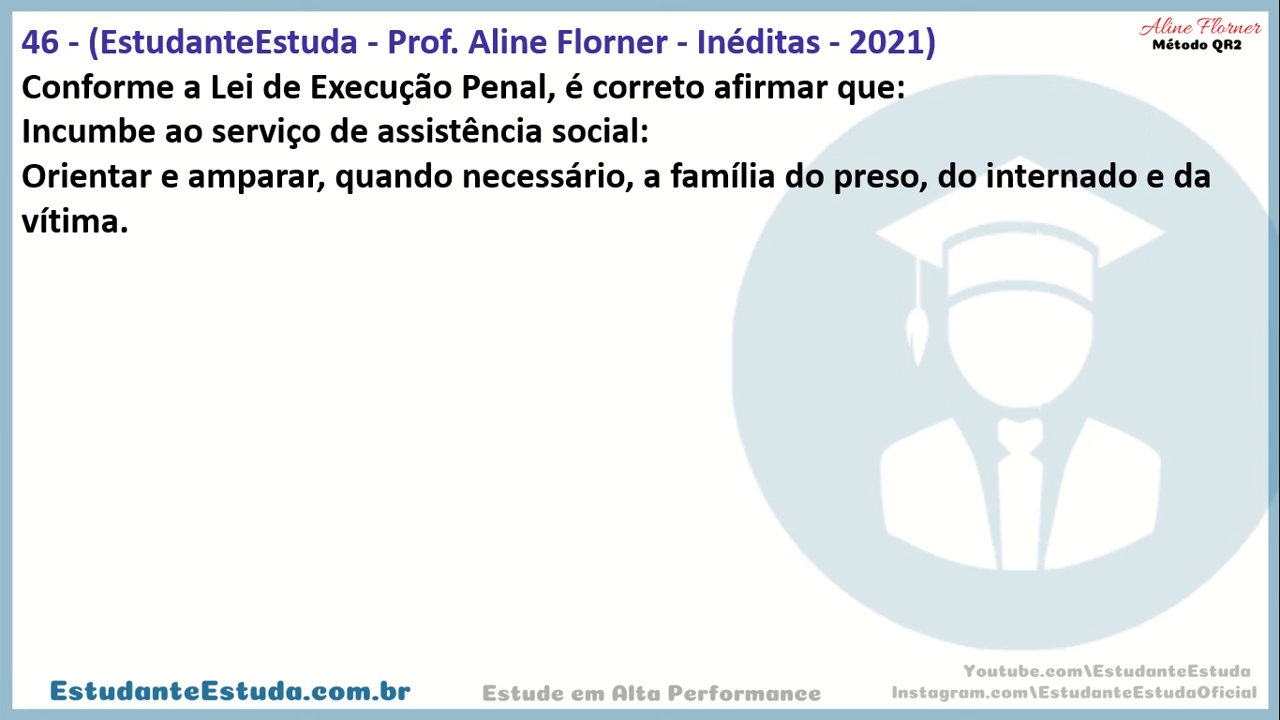 Aline Florner
Método QR2
46 - (EstudanteEstuda - Prof. Aline Florner - Inéditas - 2021)
Conforme a Lei de Execução Penal, é correto afirmar que:
Incumbe ao serviço de assistência social:
Orientar e amparar, quando necessário, a família do preso, do internado e da
vítima.
Youtube.com\EstudanteEstuda
EstudanteEstuda.com.br
Estude em Alta Performance
Instagram.com\EstudanteEstudaOficial